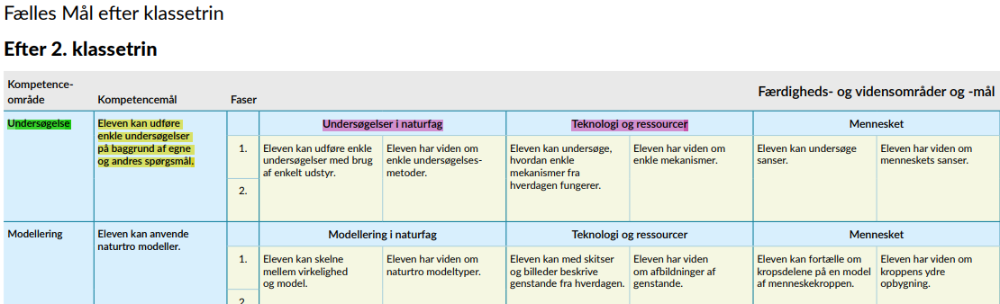 Fælles Mål efter klassetrin
Efter 2. klassetrin
Kompetence-
område
Kompetencemål
Faser
Færdigheds- og vidensområder og -mål
Undersøgelse
Eleven kan udføre
enkle undersøgelser
på baggrund af egne
og andres spørgsmål.
Undersøgelser i naturfag
Teknologi og ressourcer
Mennesket
1.
Eleven kan udføre enkle
undersøgelser med brug
af enkelt udstyr.
Eleven har viden om
enkle undersøgelses-
metoder.
Eleven kan undersøge,
hvordan enkle
mekanismer fra
hverdagen fungerer.
Eleven har viden om
enkle mekanismer.
Eleven kan undersøge
sanser.
Eleven har viden om
menneskets sanser.
2.
Modellering
Eleven kan anvende
naturtro modeller.
Modellering i naturfag
Teknologi og ressourcer
Mennesket
1.
Eleven kan skelne
mellem virkelighed
og model.
Eleven har viden om
naturtro modeltyper.
Eleven kan med skitser
og billeder beskrive
genstande fra hverdagen.
Eleven har viden
om afbildninger af
genstande.
Eleven kan fortælle om
kropsdelene på en model
af menneskekroppen.
Eleven har viden om
kroppens ydre
opbygning.
2.